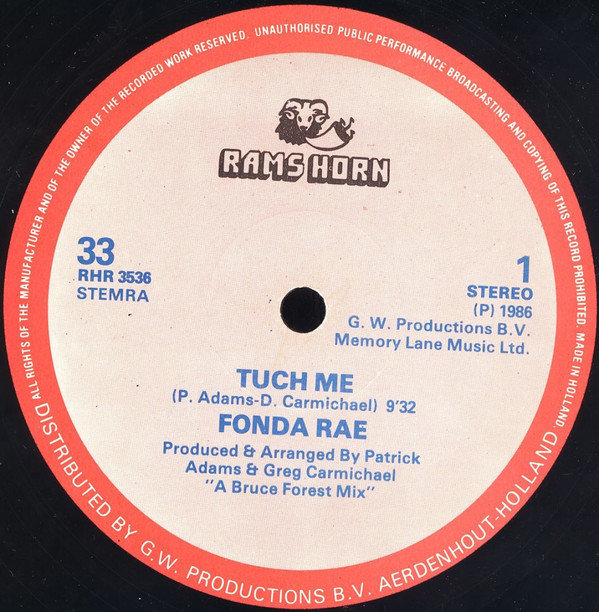 ALL RIGHTS OF THE MANUFACTURER AND OF THE OWNER OF THE RECORDED WORK RESERVED. UNAUTHORISED PUBLIC PERFORMANCE BROADCASTING AND COPYING OF THIS RECORD PROHIBITED. MADE IN HOLLAND
RAMS HORN
33
RHR 3536
STEMRA
1
STEREO
(P) 1986
G. W. Productions B.V.
Memory Lane Music Ltd.
TUCH ME
(P. Adams-D. Carmichael) 9'32
FONDA RAE
Produced & Arranged By Patrick
Adams & Greg Carmichael
"A Bruce Forest Mix"
DISTRIBUTED BY G.W. PRODUCTIONS B.V. AERDENHOUT-HOLLAND